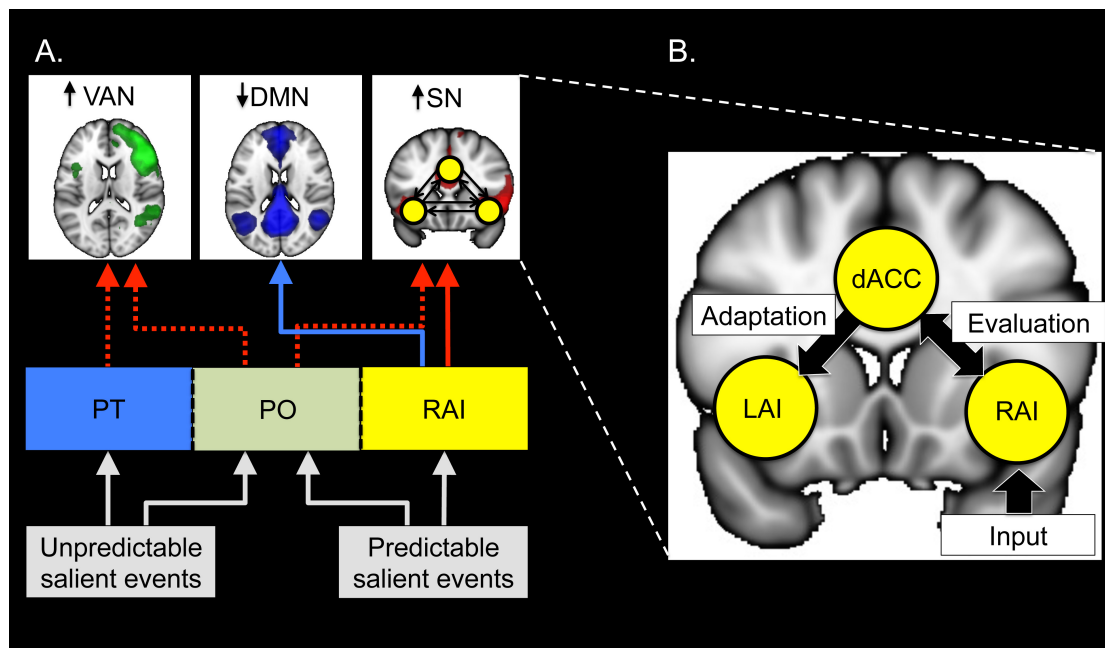 A.
B.
↑ VAN
↓DMN
↑SN
dACC
Adaptation
Evaluation
LAI
RAI
Input
PT
PO
RAI
Unpredictable
salient events
Predictable
salient events